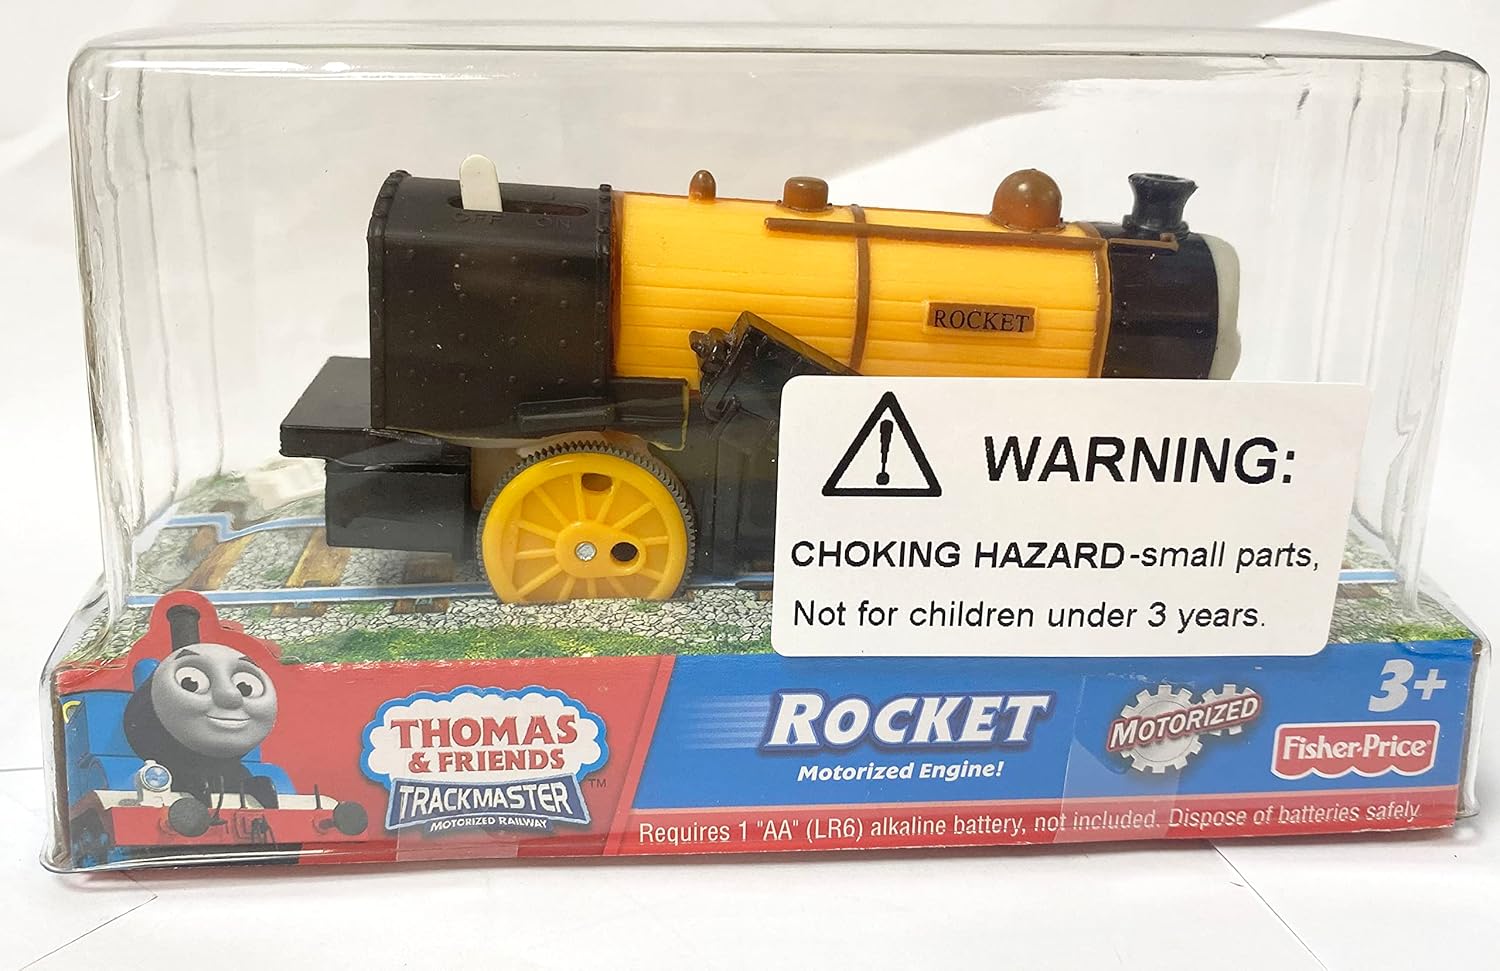 OFF ON
ROCKET
WARNING:
CHOKING HAZARD-small parts,
Not for children under 3 years.
THOMAS
& FRIENDS
TRACKMASTER™
MOTORIZED RAILWAY
ROCKET
Motorized Engine!
MOTORIZED
3+
Fisher-Price
Requires 1 "AA" (LR6) alkaline battery, not included. Dispose of batteries safely